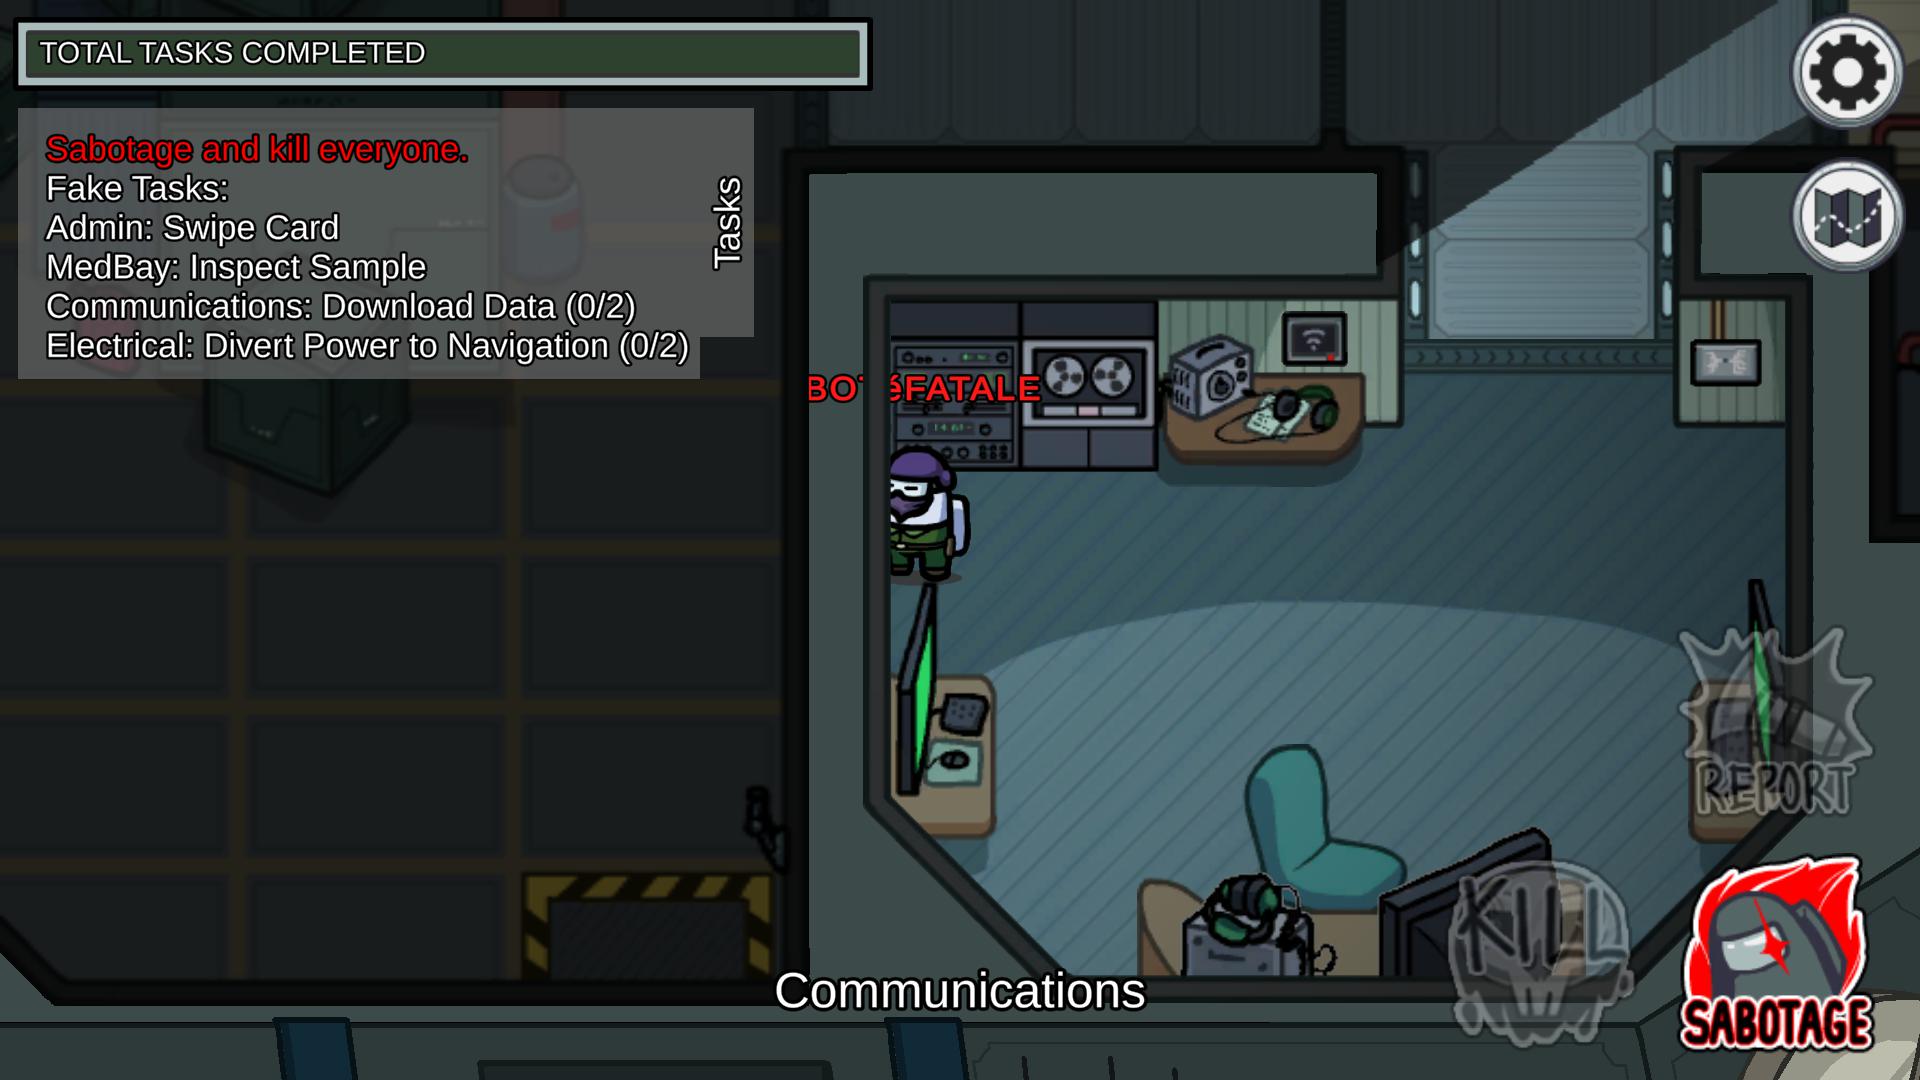 TOTAL TASKS COMPLETED
Sabotage and kill everyone.
Fake Tasks:
Admin: Swipe Card
MedBay: Inspect Sample
Communications: Download Data (0/2)
Electrical: Divert Power to Navigation (0/2)
Tasks
REPORT
KILL
SABOTAGE
Communications